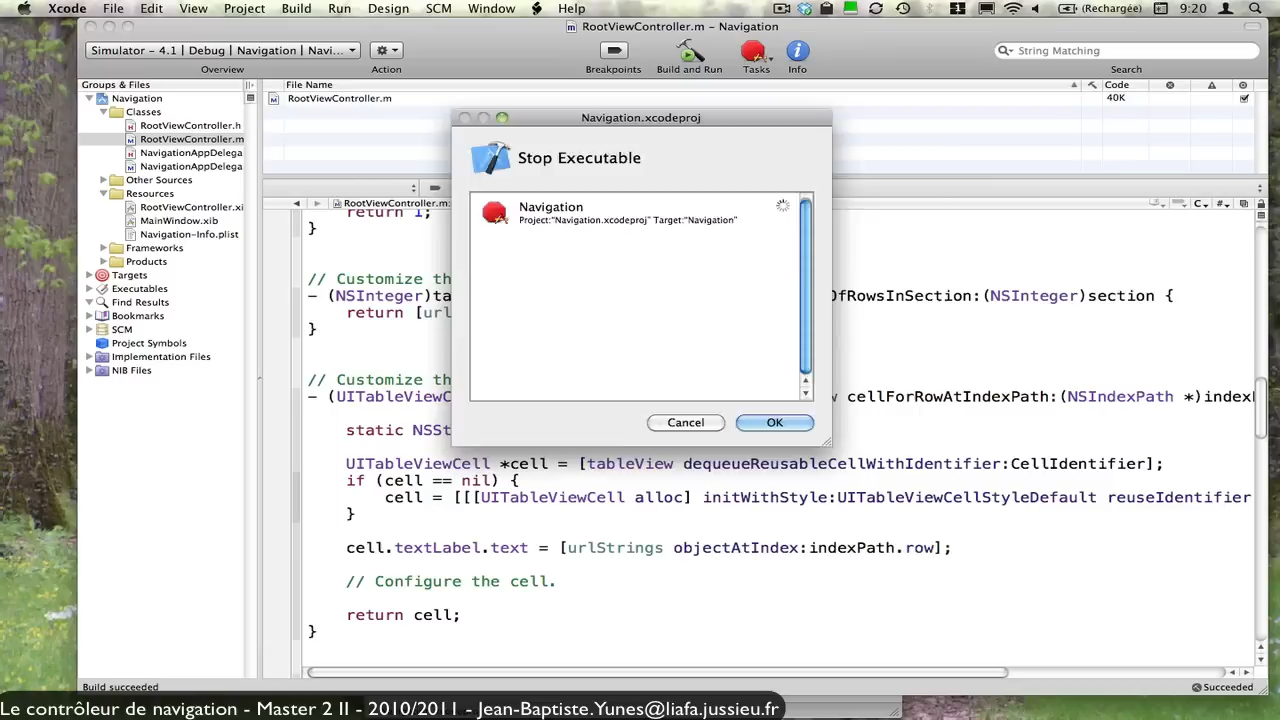 Xcode File Edit View Project Build Run Design SCM Window Help (Rechargée) 9:20
RootViewController.m - Navigation
Simulator - 4.1 | Debug | Navigation | Navi...
String Matching
Overview Action Breakpoints Build and Run Tasks Info Search
Groups & Files
File Name Code
Navigation
RootViewController.m 40K
Classes
RootViewController.h
RootViewController.m
NavigationAppDelega
NavigationAppDelega
Other Sources
Resources
RootViewController.xi
MainWindow.xib
Navigation-Info.plist
Frameworks
Products
Targets
Executables
Find Results
Bookmarks
SCM
Project Symbols
Implementation Files
NIB Files
Navigation.xcodeproj
Stop Executable
Navigation
Project:"Navigation.xcodeproj" Target:"Navigation"
Cancel OK
RootViewController.m:
return 1;
}
// Customize th
- (NSInteger)ta OfRowsInSection:(NSInteger)section {
return [url
}
// Customize th
- (UITableViewC w cellForRowAtIndexPath:(NSIndexPath *)index
static NSSt
UITableViewCell *cell = [tableView dequeueReusableCellWithIdentifier:CellIdentifier];
if (cell == nil) {
cell = [[[UITableViewCell alloc] initWithStyle:UITableViewCellStyleDefault reuseIdentifier
}
cell.textLabel.text = [urlStrings objectAtIndex:indexPath.row];
// Configure the cell.
return cell;
}
Build succeeded Succeeded
Le contrôleur de navigation - Master 2 II - 2010/2011 - Jean-Baptiste.Yunes@liafa.jussieu.fr